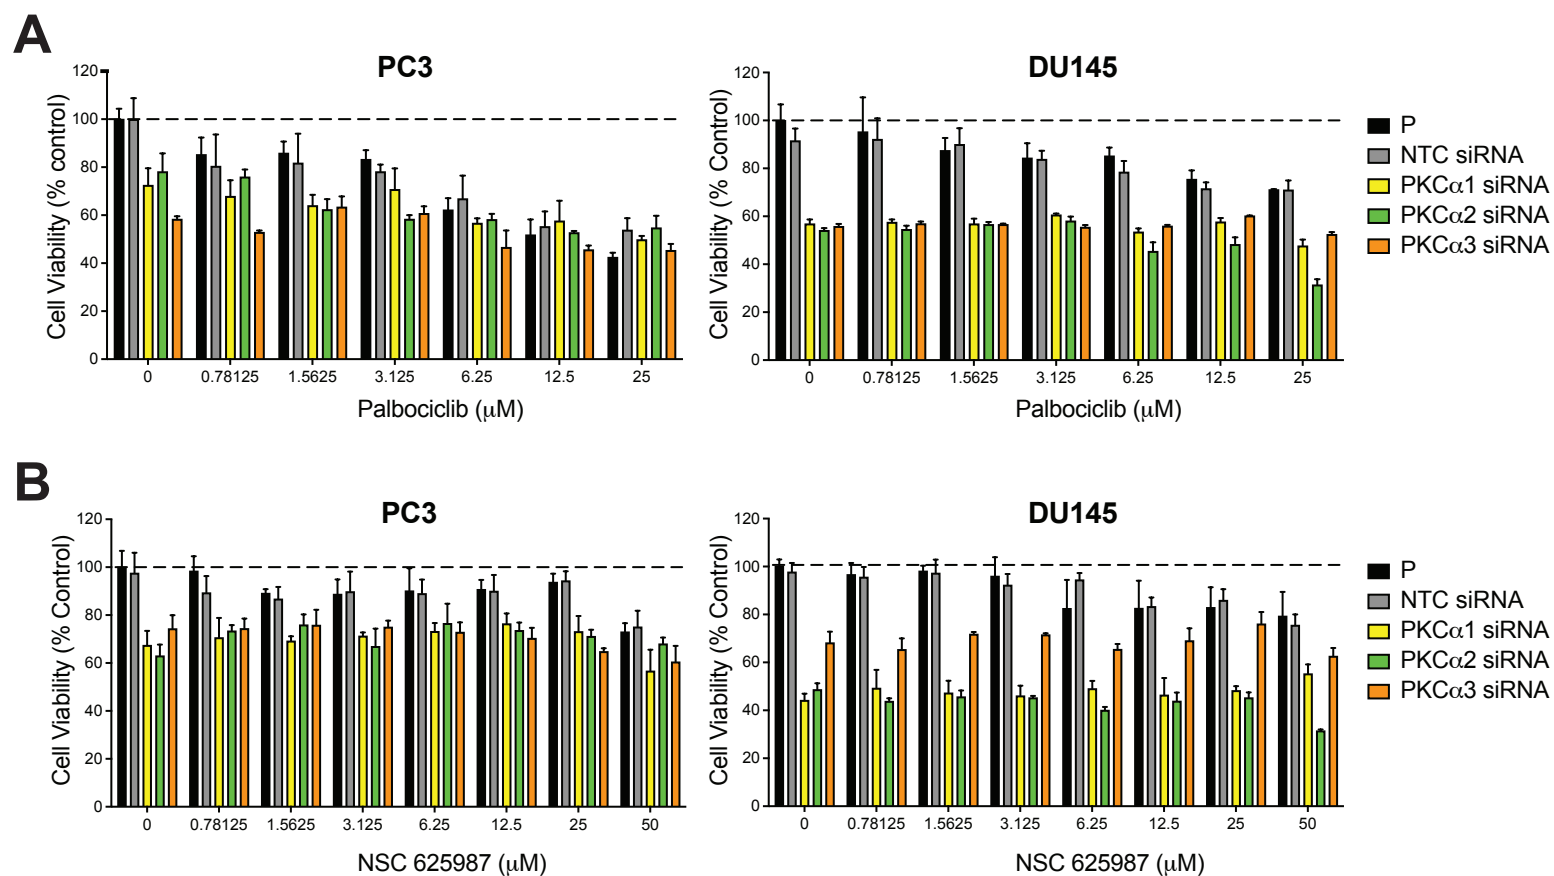 A
PC3
Cell Viability (% control)
120
100
80
60
40
20
0
0 0.78125 1.5625 3.125 6.25 12.5 25
Palbociclib (μM)
DU145
Cell Viability (% Control)
120
100
80
60
40
20
0
0 0.78125 1.5625 3.125 6.25 12.5 25
Palbociclib (μM)
P
NTC siRNA
PKCα1 siRNA
PKCα2 siRNA
PKCα3 siRNA
B
PC3
Cell Viability (% Control)
120
100
80
60
40
20
0
0 0.78125 1.5625 3.125 6.25 12.5 25 50
NSC 625987 (μM)
DU145
Cell Viability (% Control)
120
100
80
60
40
20
0
0 0.78125 1.5625 3.125 6.25 12.5 25 50
NSC 625987 (μM)
P
NTC siRNA
PKCα1 siRNA
PKCα2 siRNA
PKCα3 siRNA